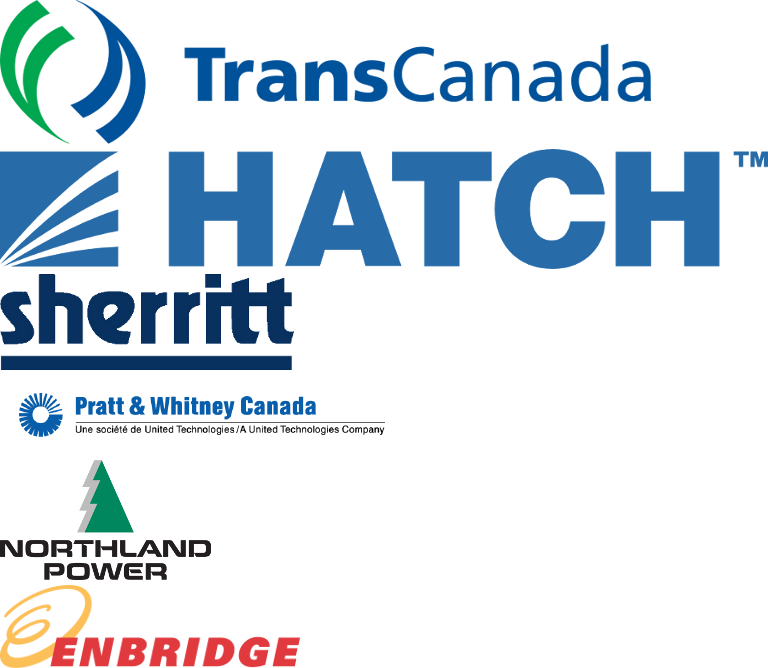 TransCanada
HATCH™
sherritt
Pratt & Whitney Canada
Une société de United Technologies/A United Technologies Company
NORTHLAND
POWER
ENBRIDGE